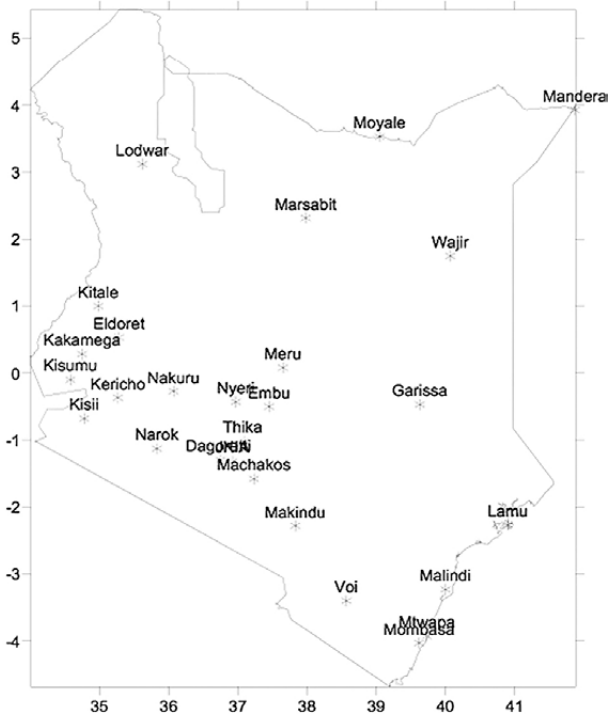 5
Mandera
4
Moyale
Lodwar
3
Marsabit
2
Wajir
Kitale
1
Eldoret
Kakamega
Kisumu
0
Meru
Kericho
Nakuru
Nyeri
Embu
Garissa
Kisii
Thika
Narok
-1
Machakos
-2
Makindu
Lamu
Malindi
-3
Voi
Mtwapa
Mombasa
-4
35 36 37 38 39 40 41